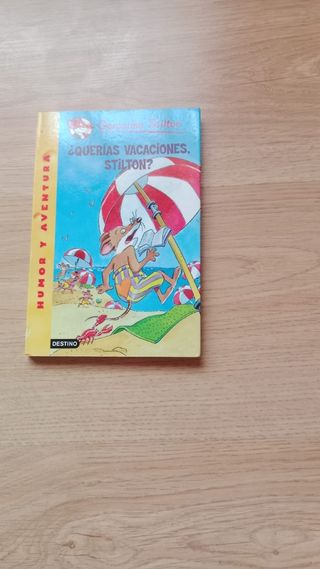 Geronimo Stilton
¿QUERÍAS VACACIONES,
STILTON?
HUMOR Y AVENTURA
DESTINO